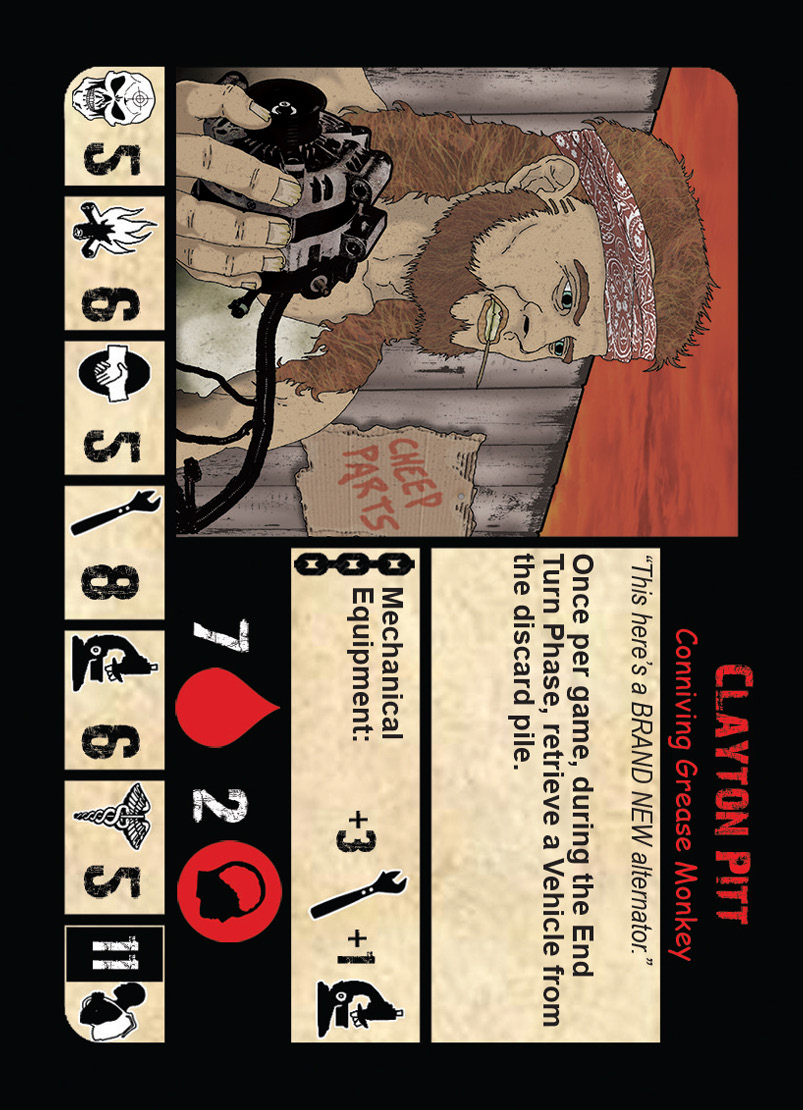 CLAYTON PITT
Conniving Grease Monkey
"This here's a BRAND NEW alternator."
Once per game, during the End
Turn Phase, retrieve a Vehicle from
the discard pile.
Mechanical
Equipment:
+3 +1
7 2
CHEEP
PARTS
5 6 5 8 6 5 11